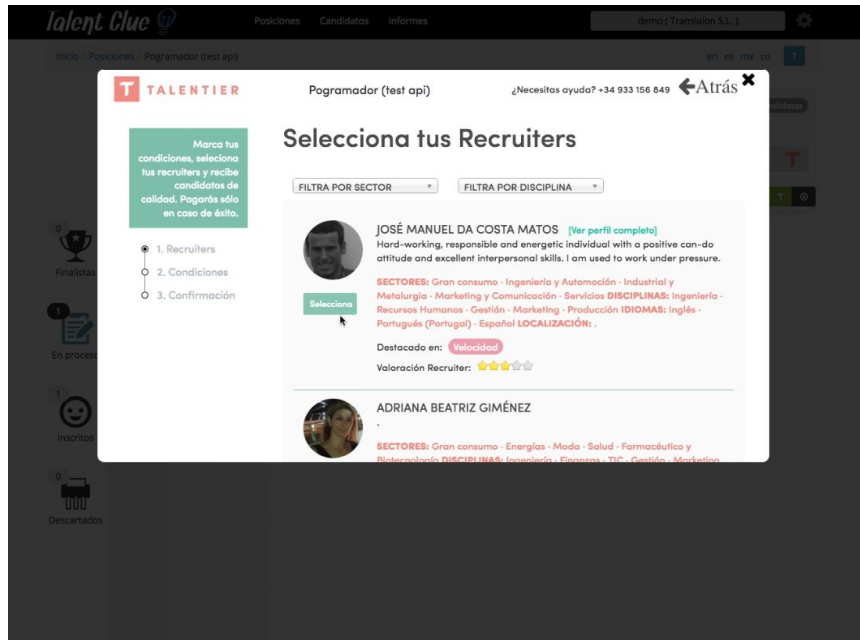 Talent Clue
Posiciones Candidatos Informes
demo ( Translaion S.L. )
Inicio / Posiciones / Pogramador (test api)
en es mx co ?
T TALENTIER
Pogramador (test api)
¿Necesitas ayuda? +34 933 156 849
Atrás
Marca tus
condiciones, selecciona
tus recruiters y recibe
candidatos de
calidad. Pagarás sólo
en caso de éxito.
1. Recruiters
2. Condiciones
3. Confirmación
Selecciona tus Recruiters
FILTRA POR SECTOR
FILTRA POR DISCIPLINA
JOSÉ MANUEL DA COSTA MATOS [Ver perfil completo]
Hard-working, responsible and energetic individual with a positive can-do
attitude and excellent interpersonal skills. I am used to work under pressure.
SECTORES: Gran consumo · Ingeniería y Automoción · Industrial y
Metalurgia · Marketing y Comunicación · Servicios DISCIPLINAS: Ingeniería ·
Recursos Humanos · Gestión · Marketing · Producción IDIOMAS: Inglés ·
Portugués (Portugal) · Español LOCALIZACIÓN: .
Selecciona
Destacado en: Velocidad
Valoración Recruiter:
ADRIANA BEATRIZ GIMÉNEZ
.
SECTORES: Gran consumo · Energías · Moda · Salud · Farmacéutico y
Biotecnología DISCIPLINAS: Ingeniería · Finanzas · TIC · Gestión · Marketing
0
Finalistas
1
En proceso
1
Inscritos
0
Descartados
T